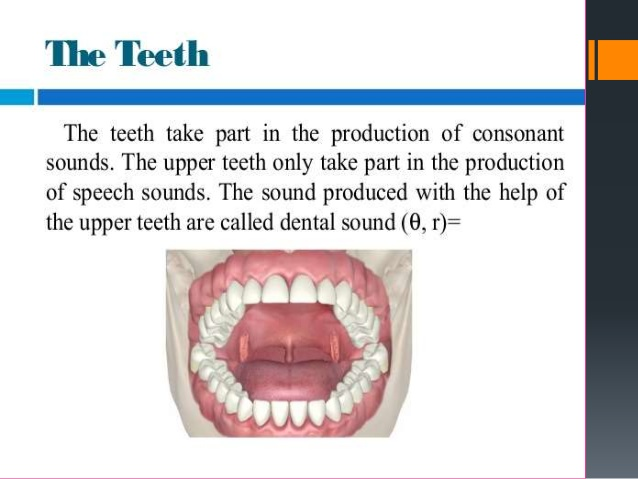 The Teeth
The teeth take part in the production of consonant
sounds. The upper teeth only take part in the production
of speech sounds. The sound produced with the help of
the upper teeth are called dental sound (θ, r)=